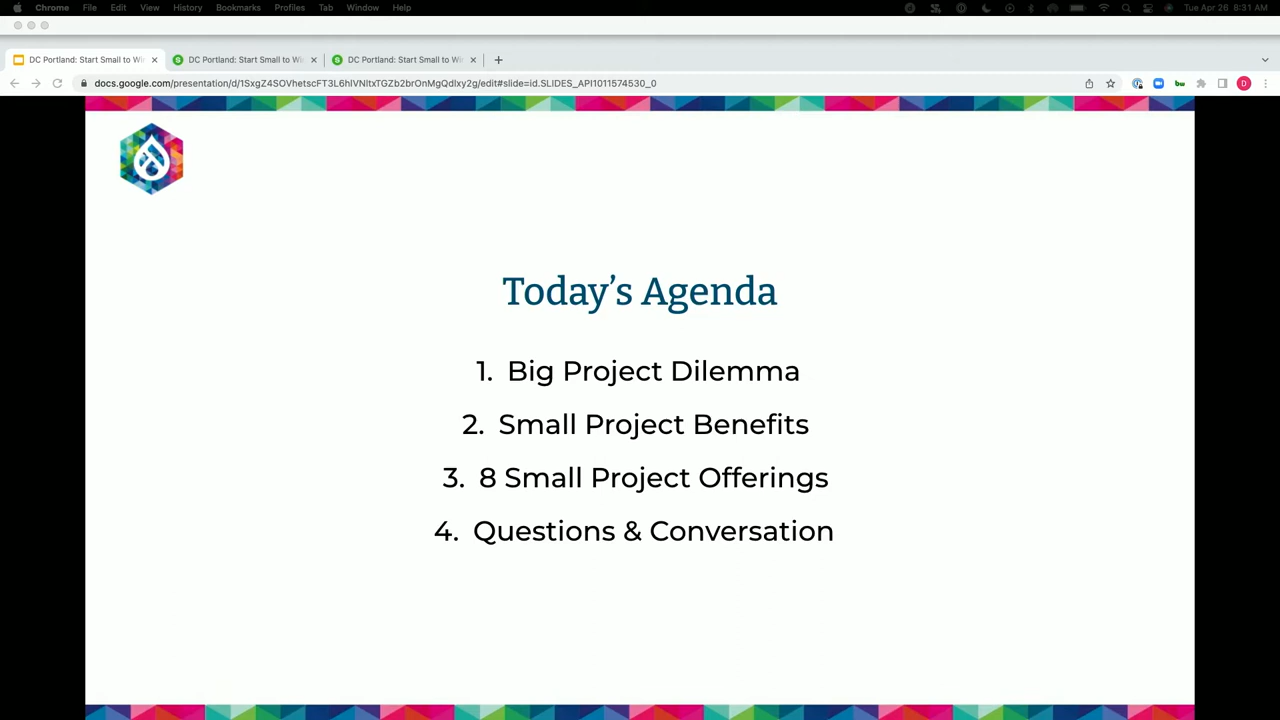 Chrome File Edit View History Bookmarks Profiles Tab Window Help Tue Apr 26 8:31 AM
DC Portland: Start Small to Wi DC Portland: Start Small to Wi DC Portland: Start Small to Wi
docs.google.com/presentation/d/1SxgZ4SOVhetscFT3L6hlVNltxTGZb2brOnMgQdlxy2g/edit#slide=id.SLIDES_API1011574530_0
Today's Agenda
1. Big Project Dilemma
2. Small Project Benefits
3. 8 Small Project Offerings
4. Questions & Conversation